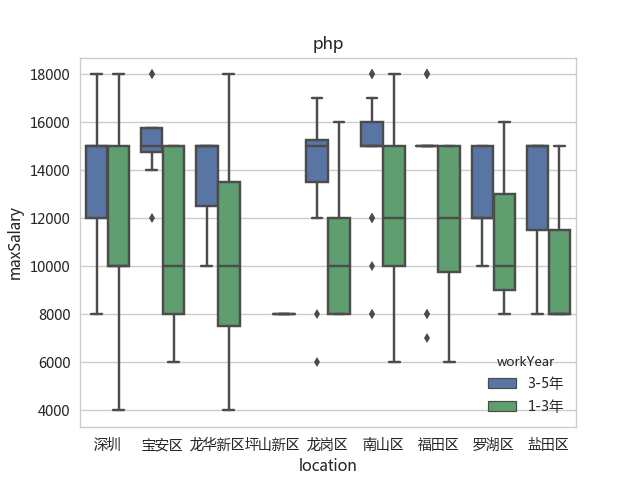 php
18000
16000
14000
12000
10000
8000
6000
4000
maxSalary
深圳 宝安区 龙华新区 坪山新区 龙岗区 南山区 福田区 罗湖区 盐田区
location
workYear
3-5年
1-3年